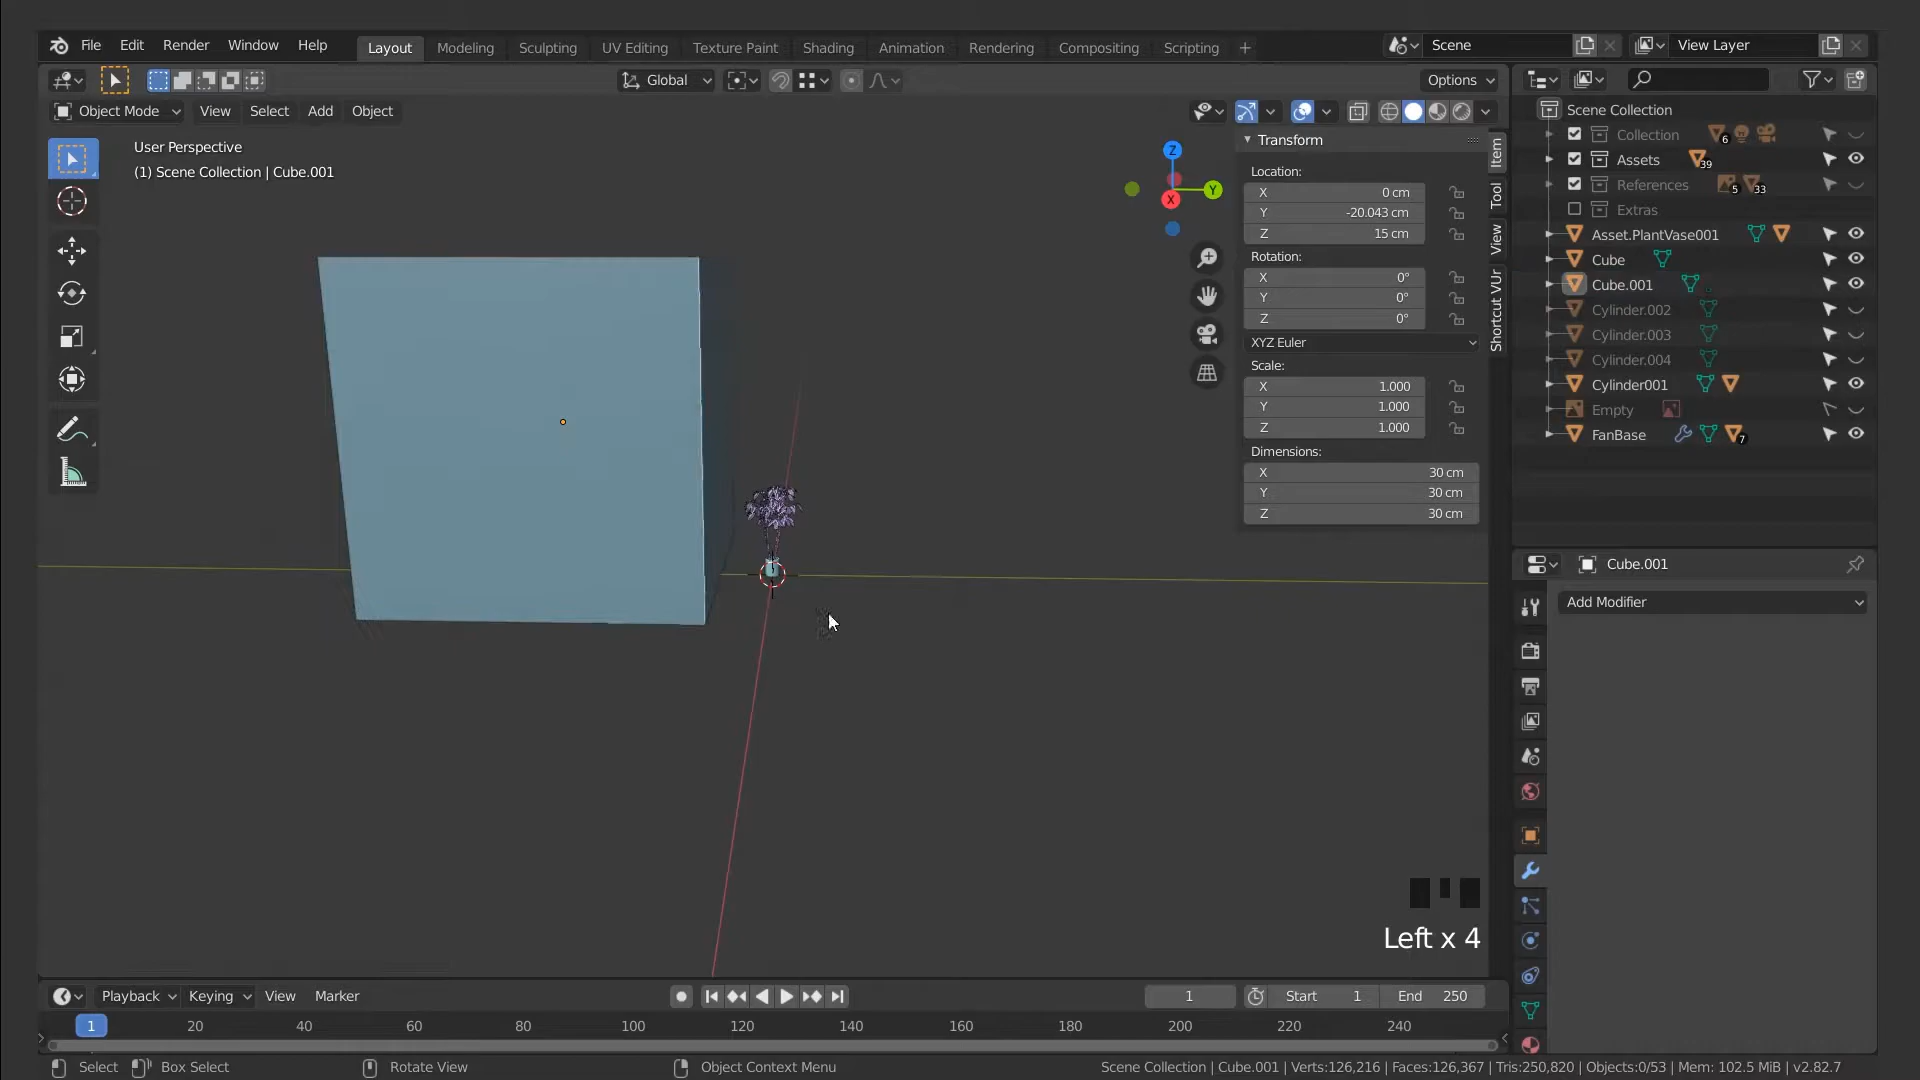 File Edit Render Window Help Layout Modeling Sculpting UV Editing Texture Paint Shading Animation Rendering Compositing Scripting + Scene View Layer
Global Options
Object Mode View Select Add Object
User Perspective
(1) Scene Collection | Cube.001
Z
Y
X
Transform
Location:
X 0 cm
Y -20.043 cm
Z 15 cm
Rotation:
X 0°
Y 0°
Z 0°
XYZ Euler
Scale:
X 1.000
Y 1.000
Z 1.000
Dimensions:
X 30 cm
Y 30 cm
Z 30 cm
Item
Tool
View
Shortcut VUr
Scene Collection
Collection 6
Assets 39
References 5 33
Extras
Asset.PlantVase001
Cube
Cube.001
Cylinder.002
Cylinder.003
Cylinder.004
Cylinder001
Empty
FanBase 7
Cube.001
Add Modifier
Left x 4
Playback Keying View Marker 1 Start 1 End 250
1 20 40 60 80 100 120 140 160 180 200 220 240
Select Box Select Rotate View Object Context Menu Scene Collection | Cube.001 | Verts:126,216 | Faces:126,367 | Tris:250,820 | Objects:0/53 | Mem: 102.5 MiB | v2.82.7